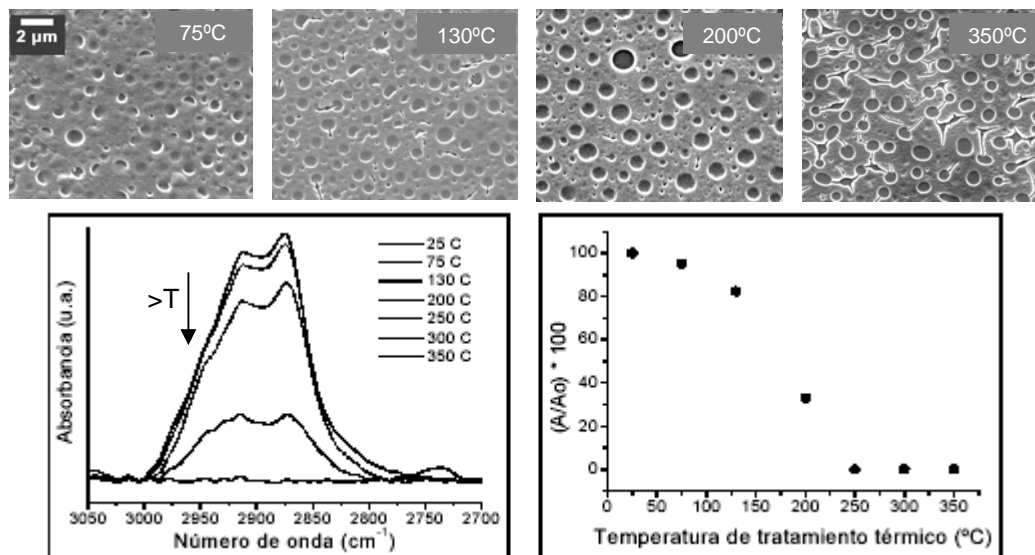 2 µm
75ºC
130ºC
200ºC
350ºC
Absorbancia (u.a.)
>T
25 C
75 C
130 C
200 C
250 C
300 C
350 C
3050 3000 2950 2900 2850 2800 2750 2700
Número de onda (cm⁻¹)
(A/Ao) * 100
100
80
60
40
20
0
0 50 100 150 200 250 300 350
Temperatura de tratamiento térmico (ºC)